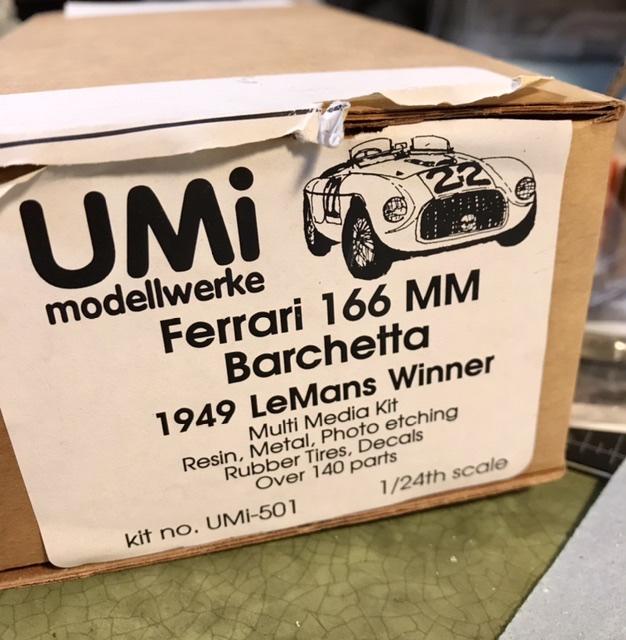 UMi
modellwerke
22
Ferrari 166 MM
Barchetta
1949 LeMans Winner
Multi Media Kit
Resin, Metal, Photo etching
Rubber Tires, Decals
Over 140 parts
1/24th scale
kit no. UMi-501